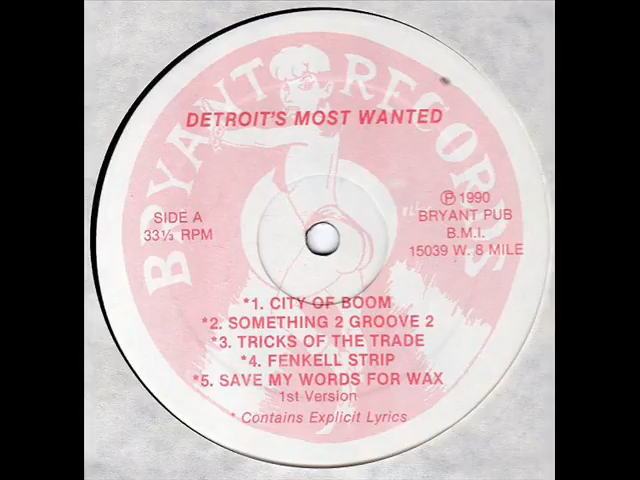 BRYANT RECORDS
DETROIT'S MOST WANTED
SIDE A
33⅓ RPM
Ⓟ 1990
BRYANT PUB
B.M.I.
15039 W. 8 MILE
*1. CITY OF BOOM
*2. SOMETHING 2 GROOVE 2
*3. TRICKS OF THE TRADE
*4. FENKELL STRIP
*5. SAVE MY WORDS FOR WAX
1st Version
* Contains Explicit Lyrics